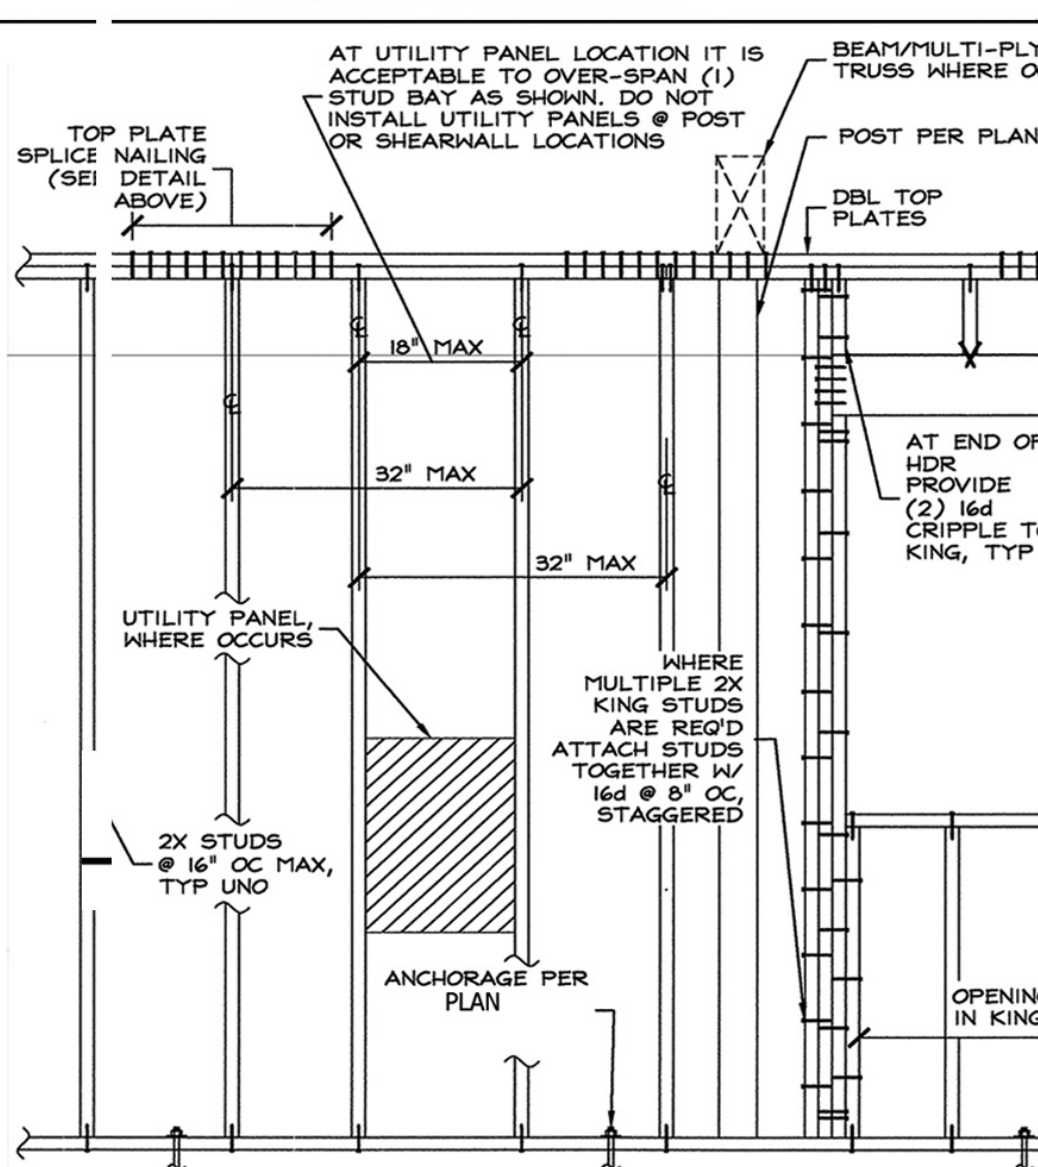 AT UTILITY PANEL LOCATION IT IS
ACCEPTABLE TO OVER-SPAN (1)
STUD BAY AS SHOWN. DO NOT
INSTALL UTILITY PANELS @ POST
OR SHEARWALL LOCATIONS
BEAM/MULTI-PLY
TRUSS WHERE
TOP PLATE
SPLICE NAILING
(SEE DETAIL
ABOVE)
POST PER PLAN
DBL TOP
PLATES
℄
℄
18" MAX
℄
32" MAX
℄
32" MAX
AT END OF
HDR
PROVIDE
(2) 16d
CRIPPLE TO
KING, TYP
UTILITY PANEL,
WHERE OCCURS
WHERE
MULTIPLE 2X
KING STUDS
ARE REQ'D
ATTACH STUDS
TOGETHER W/
16d @ 8" OC,
STAGGERED
2X STUDS
@ 16" OC MAX,
TYP UNO
ANCHORAGE PER
PLAN
OPENING
IN KING